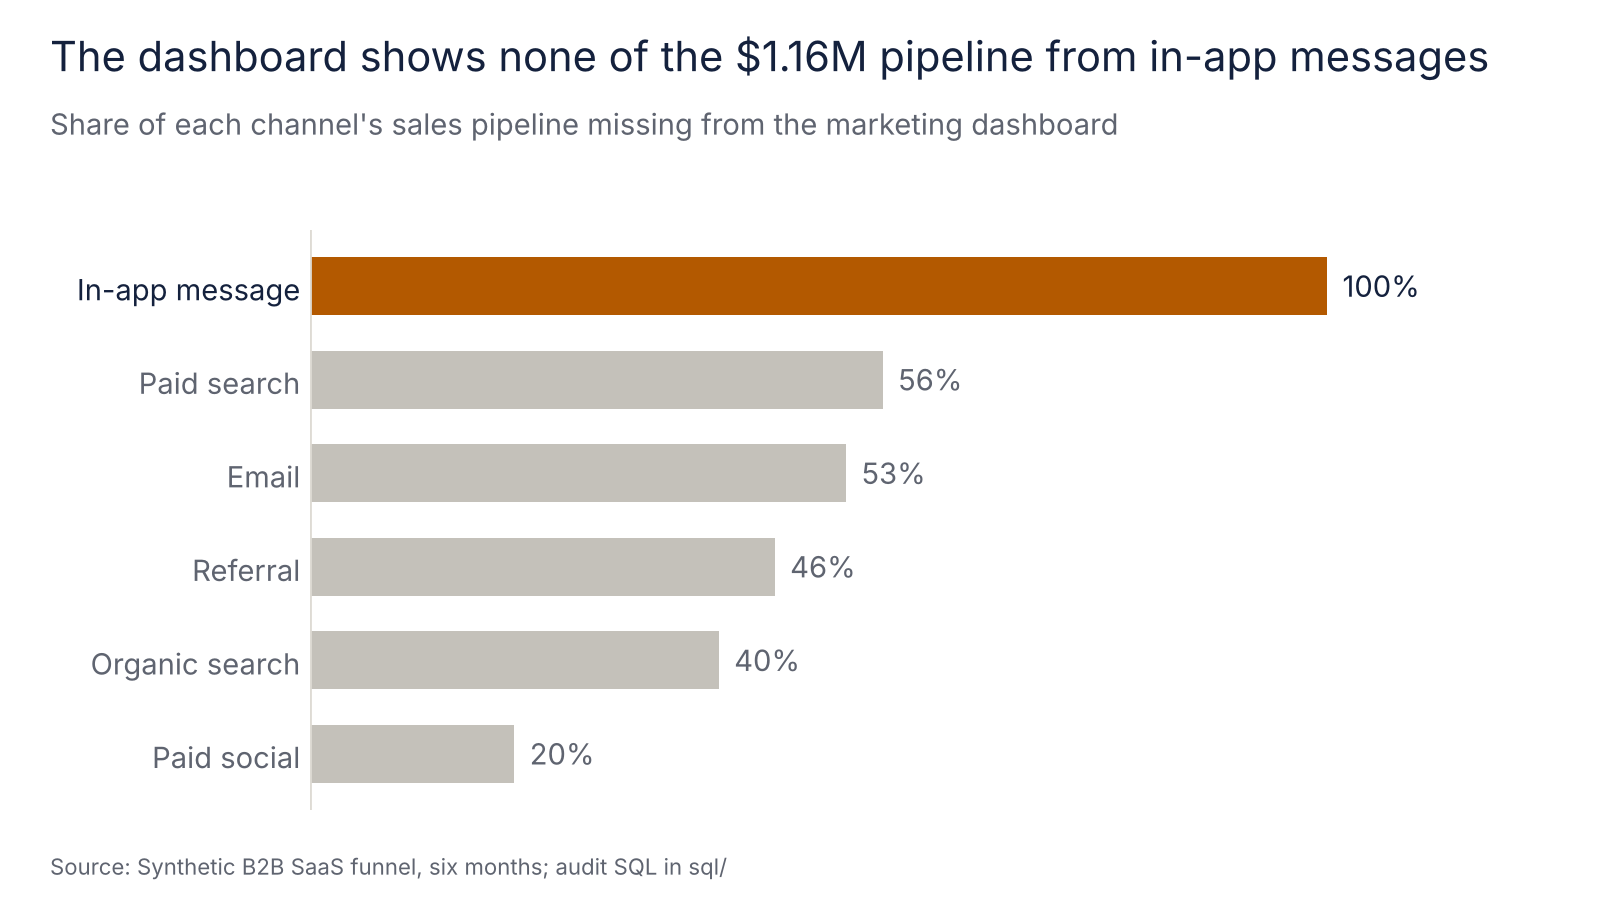 The dashboard shows none of the $1.16M pipeline from in-app messages
Share of each channel's sales pipeline missing from the marketing dashboard
In-app message 100%
Paid search 56%
Email 53%
Referral 46%
Organic search 40%
Paid social 20%
Source: Synthetic B2B SaaS funnel, six months; audit SQL in sql/